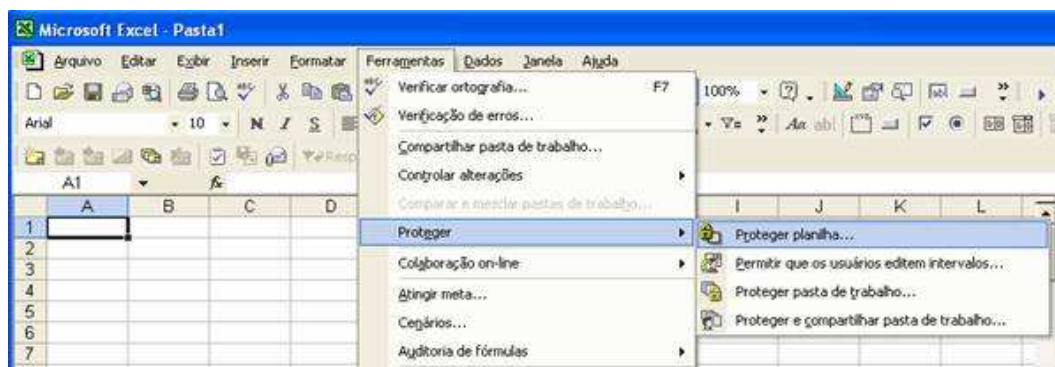 Microsoft Excel - Pasta1
Arquivo Editar Exibir Inserir Formatar Ferramentas Dados Janela Ajuda
Verificar ortografia... F7
100%
Arial 10 N I S
Verificação de erros...
Aa abl
Compartilhar pasta de trabalho...
A1 fx
Controlar alterações
Comparar e mesclar pastas de trabalho...
A B C D I J K L
1
Proteger
Proteger planilha...
2
3
Colaboração on-line
Permitir que os usuários editem intervalos...
4
Atingir meta...
Proteger pasta de trabalho...
5
6
Cenários...
Proteger e compartilhar pasta de trabalho...
7
Auditoria de fórmulas